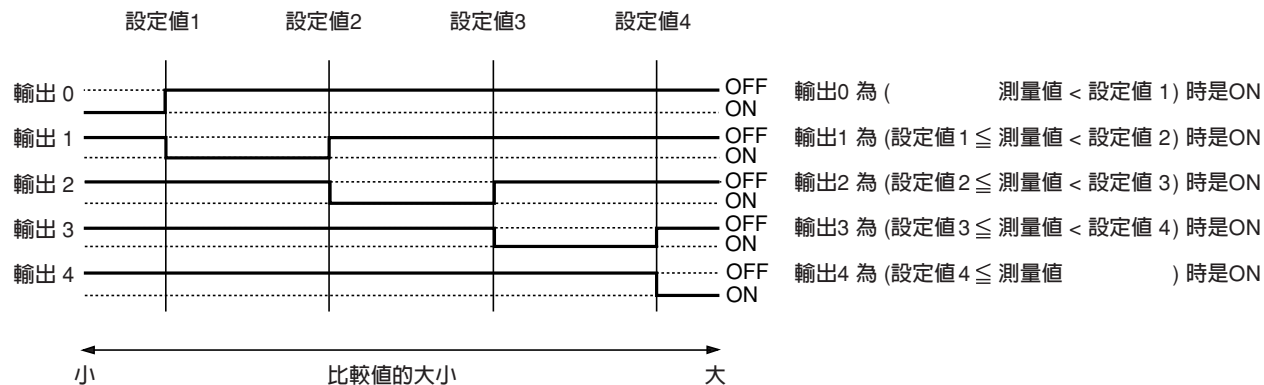 設定值1 設定值2 設定值3 設定值4
輸出 0 OFF 輸出0 為 ( 測量值 < 設定值 1) 時是ON
ON
輸出 1 OFF 輸出1 為 (設定值1≦ 測量值 < 設定值 2) 時是ON
ON
輸出 2 OFF 輸出2 為 (設定值2≦ 測量值 < 設定值 3) 時是ON
ON
輸出 3 OFF 輸出3 為 (設定值3≦ 測量值 < 設定值 4) 時是ON
ON
輸出 4 OFF 輸出4 為 (設定值4≦ 測量值 ) 時是ON
ON
小 比較值的大小 大